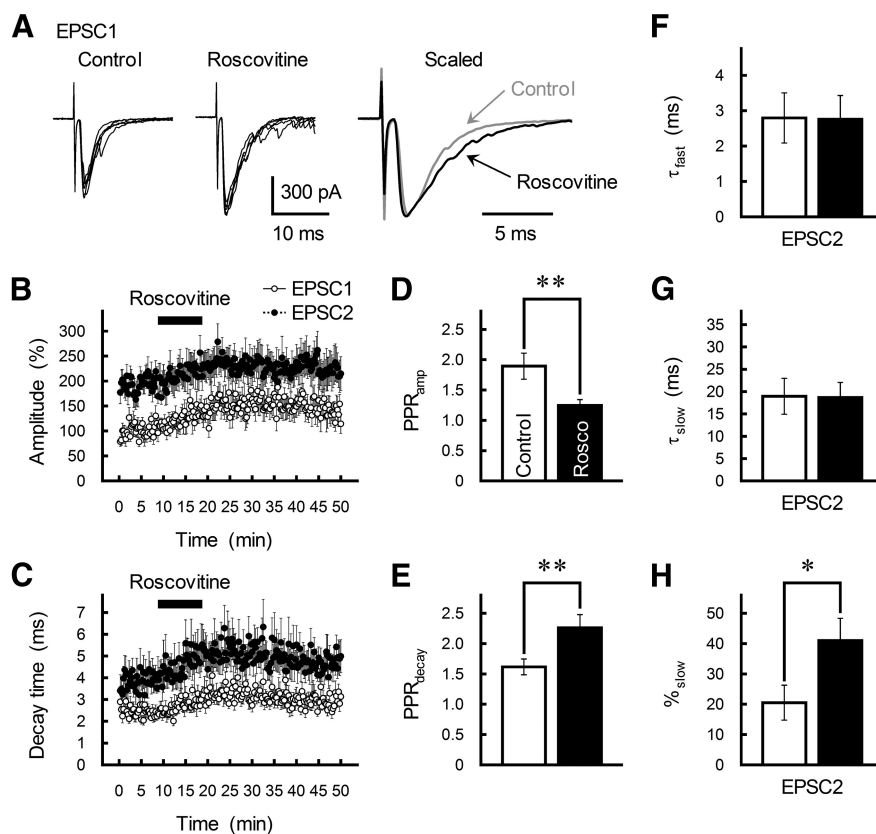 A
EPSC1
Control
Roscovitine
Scaled
Control
Roscovitine
300 pA
10 ms
5 ms
B
Roscovitine
EPSC1
EPSC2
Amplitude (%)
300
250
200
150
100
50
0
0 5 10 15 20 25 30 35 40 45 50
Time (min)
C
Roscovitine
Decay time (ms)
7
6
5
4
3
2
1
0
0 5 10 15 20 25 30 35 40 45 50
Time (min)
D
**
PPRamp
2.5
2.0
1.5
1.0
0.5
0
Control
Rosco
E
**
PPRdecay
2.5
2.0
1.5
1.0
0.5
0
F
τfast (ms)
4
3
2
1
0
EPSC2
G
τslow (ms)
35
30
25
20
15
10
5
0
EPSC2
H
*
%slow
50
40
30
20
10
0
EPSC2